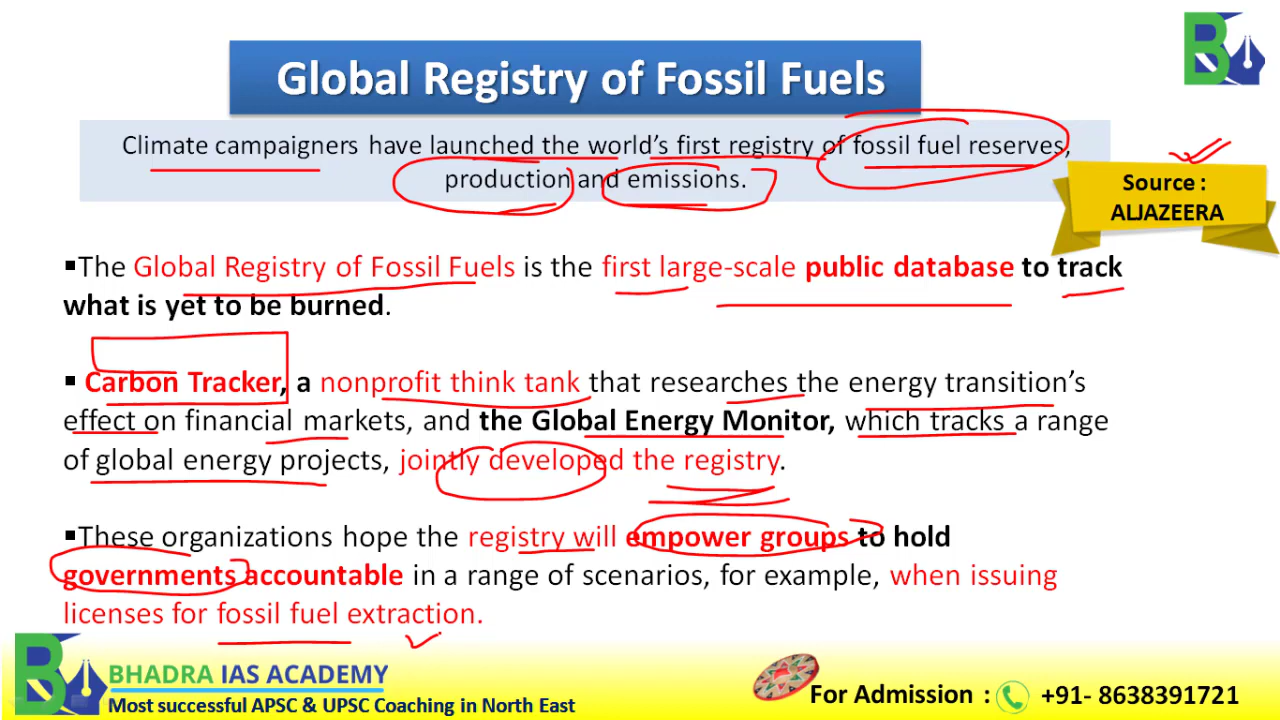 Global Registry of Fossil Fuels
Climate campaigners have launched the world's first registry of fossil fuel reserves,
production and emissions.
Source :
ALJAZEERA
▪The Global Registry of Fossil Fuels is the first large-scale public database to track
what is yet to be burned.
▪ Carbon Tracker, a nonprofit think tank that researches the energy transition's
effect on financial markets, and the Global Energy Monitor, which tracks a range
of global energy projects, jointly developed the registry.
▪These organizations hope the registry will empower groups to hold
governments accountable in a range of scenarios, for example, when issuing
licenses for fossil fuel extraction.
BHADRA IAS ACADEMY
Most successful APSC & UPSC Coaching in North East
For Admission : +91- 8638391721